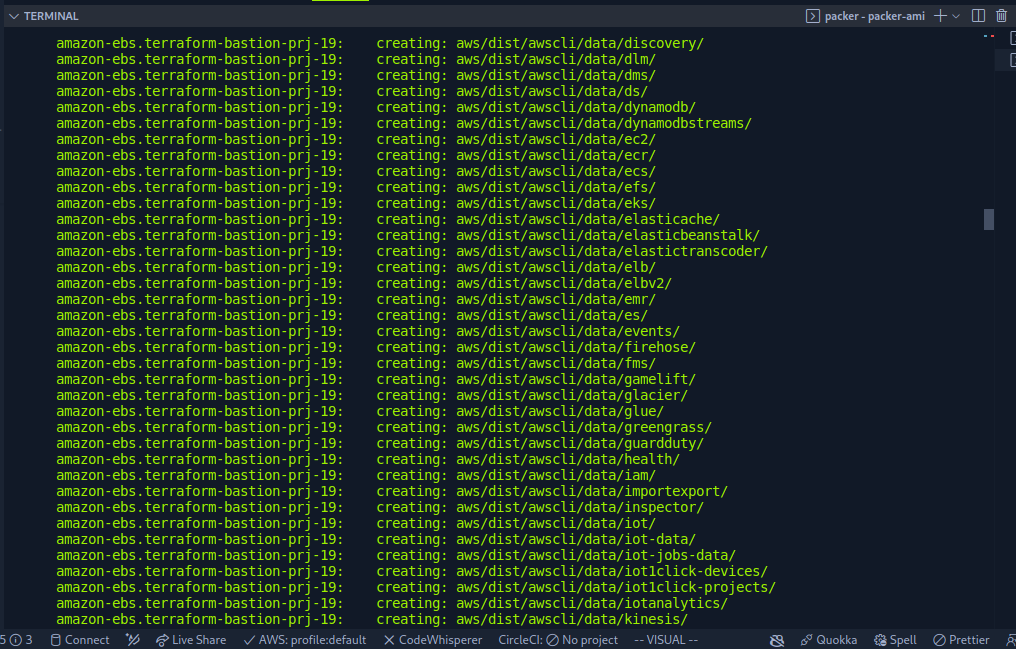 TERMINAL
packer - packer-ami
amazon-ebs.terraform-bastion-prj-19:    creating: aws/dist/awscli/data/discovery/
amazon-ebs.terraform-bastion-prj-19:    creating: aws/dist/awscli/data/dlm/
amazon-ebs.terraform-bastion-prj-19:    creating: aws/dist/awscli/data/dms/
amazon-ebs.terraform-bastion-prj-19:    creating: aws/dist/awscli/data/ds/
amazon-ebs.terraform-bastion-prj-19:    creating: aws/dist/awscli/data/dynamodb/
amazon-ebs.terraform-bastion-prj-19:    creating: aws/dist/awscli/data/dynamodbstreams/
amazon-ebs.terraform-bastion-prj-19:    creating: aws/dist/awscli/data/ec2/
amazon-ebs.terraform-bastion-prj-19:    creating: aws/dist/awscli/data/ecr/
amazon-ebs.terraform-bastion-prj-19:    creating: aws/dist/awscli/data/ecs/
amazon-ebs.terraform-bastion-prj-19:    creating: aws/dist/awscli/data/efs/
amazon-ebs.terraform-bastion-prj-19:    creating: aws/dist/awscli/data/eks/
amazon-ebs.terraform-bastion-prj-19:    creating: aws/dist/awscli/data/elasticache/
amazon-ebs.terraform-bastion-prj-19:    creating: aws/dist/awscli/data/elasticbeanstalk/
amazon-ebs.terraform-bastion-prj-19:    creating: aws/dist/awscli/data/elastictranscoder/
amazon-ebs.terraform-bastion-prj-19:    creating: aws/dist/awscli/data/elb/
amazon-ebs.terraform-bastion-prj-19:    creating: aws/dist/awscli/data/elbv2/
amazon-ebs.terraform-bastion-prj-19:    creating: aws/dist/awscli/data/emr/
amazon-ebs.terraform-bastion-prj-19:    creating: aws/dist/awscli/data/es/
amazon-ebs.terraform-bastion-prj-19:    creating: aws/dist/awscli/data/events/
amazon-ebs.terraform-bastion-prj-19:    creating: aws/dist/awscli/data/firehose/
amazon-ebs.terraform-bastion-prj-19:    creating: aws/dist/awscli/data/fms/
amazon-ebs.terraform-bastion-prj-19:    creating: aws/dist/awscli/data/gamelift/
amazon-ebs.terraform-bastion-prj-19:    creating: aws/dist/awscli/data/glacier/
amazon-ebs.terraform-bastion-prj-19:    creating: aws/dist/awscli/data/glue/
amazon-ebs.terraform-bastion-prj-19:    creating: aws/dist/awscli/data/greengrass/
amazon-ebs.terraform-bastion-prj-19:    creating: aws/dist/awscli/data/guardduty/
amazon-ebs.terraform-bastion-prj-19:    creating: aws/dist/awscli/data/health/
amazon-ebs.terraform-bastion-prj-19:    creating: aws/dist/awscli/data/iam/
amazon-ebs.terraform-bastion-prj-19:    creating: aws/dist/awscli/data/importexport/
amazon-ebs.terraform-bastion-prj-19:    creating: aws/dist/awscli/data/inspector/
amazon-ebs.terraform-bastion-prj-19:    creating: aws/dist/awscli/data/iot/
amazon-ebs.terraform-bastion-prj-19:    creating: aws/dist/awscli/data/iot-data/
amazon-ebs.terraform-bastion-prj-19:    creating: aws/dist/awscli/data/iot-jobs-data/
amazon-ebs.terraform-bastion-prj-19:    creating: aws/dist/awscli/data/iot1click-devices/
amazon-ebs.terraform-bastion-prj-19:    creating: aws/dist/awscli/data/iot1click-projects/
amazon-ebs.terraform-bastion-prj-19:    creating: aws/dist/awscli/data/iotanalytics/
amazon-ebs.terraform-bastion-prj-19:    creating: aws/dist/awscli/data/kinesis/
5 3 Connect Live Share AWS: profile:default CodeWhisperer CircleCI: No project -- VISUAL -- Quokka Spell Prettier